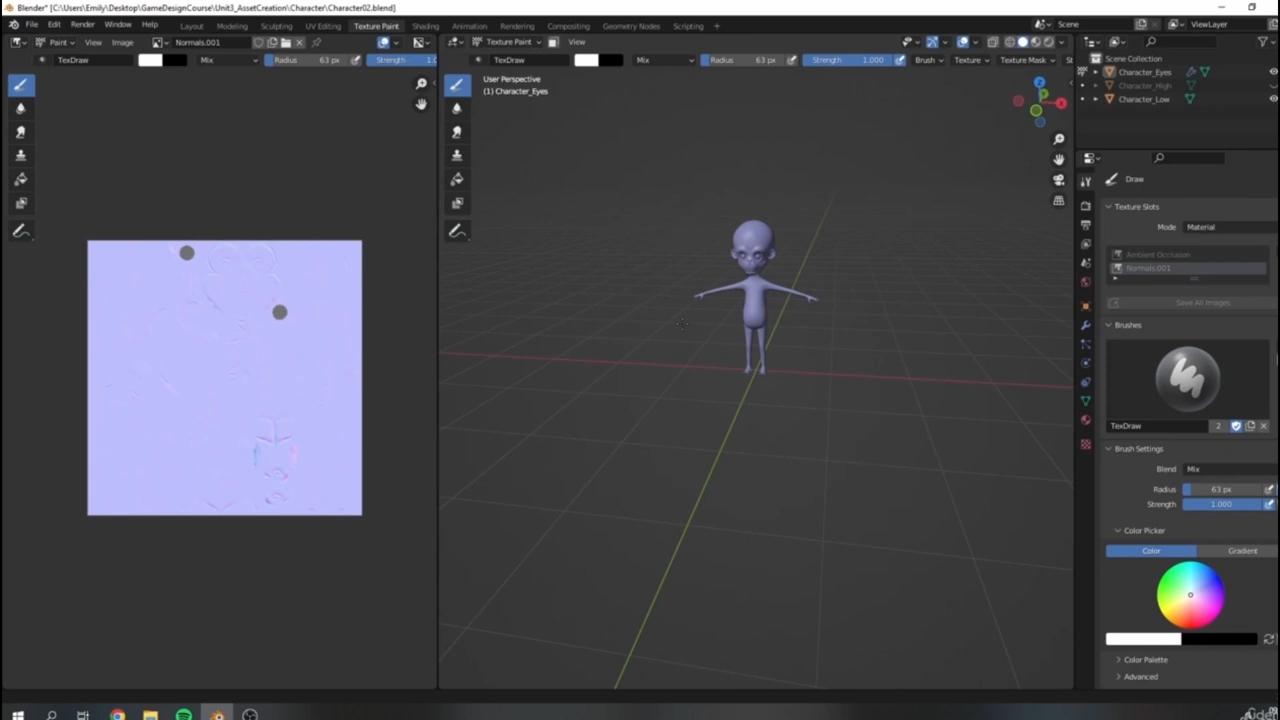 Blender* [C:\Users\Emily\Desktop\GameDesignCourse\Unit3_AssetCreation\Character\Character02.blend]
File Edit Render Window Help Layout Modeling Sculpting UV Editing Texture Paint Shading Animation Rendering Compositing Geometry Nodes Scripting + Scene ViewLayer
Paint View Image Normals.001 Texture Paint View
TexDraw Mix Radius 63 px Strength 1.0 TexDraw Mix Radius 63 px Strength 1.000 Brush Texture Texture Mask St
User Perspective
(1) Character_Eyes
Z
X
Scene Collection
Character_Eyes
Character_High
Character_Low
Draw
Texture Slots
Mode Material
Ambient Occlusion
Normals.001
Save All Images
Brushes
TexDraw 2
Brush Settings
Blend Mix
Radius 63 px
Strength 1.000
Color Picker
Color Gradient
Color Palette
Advanced